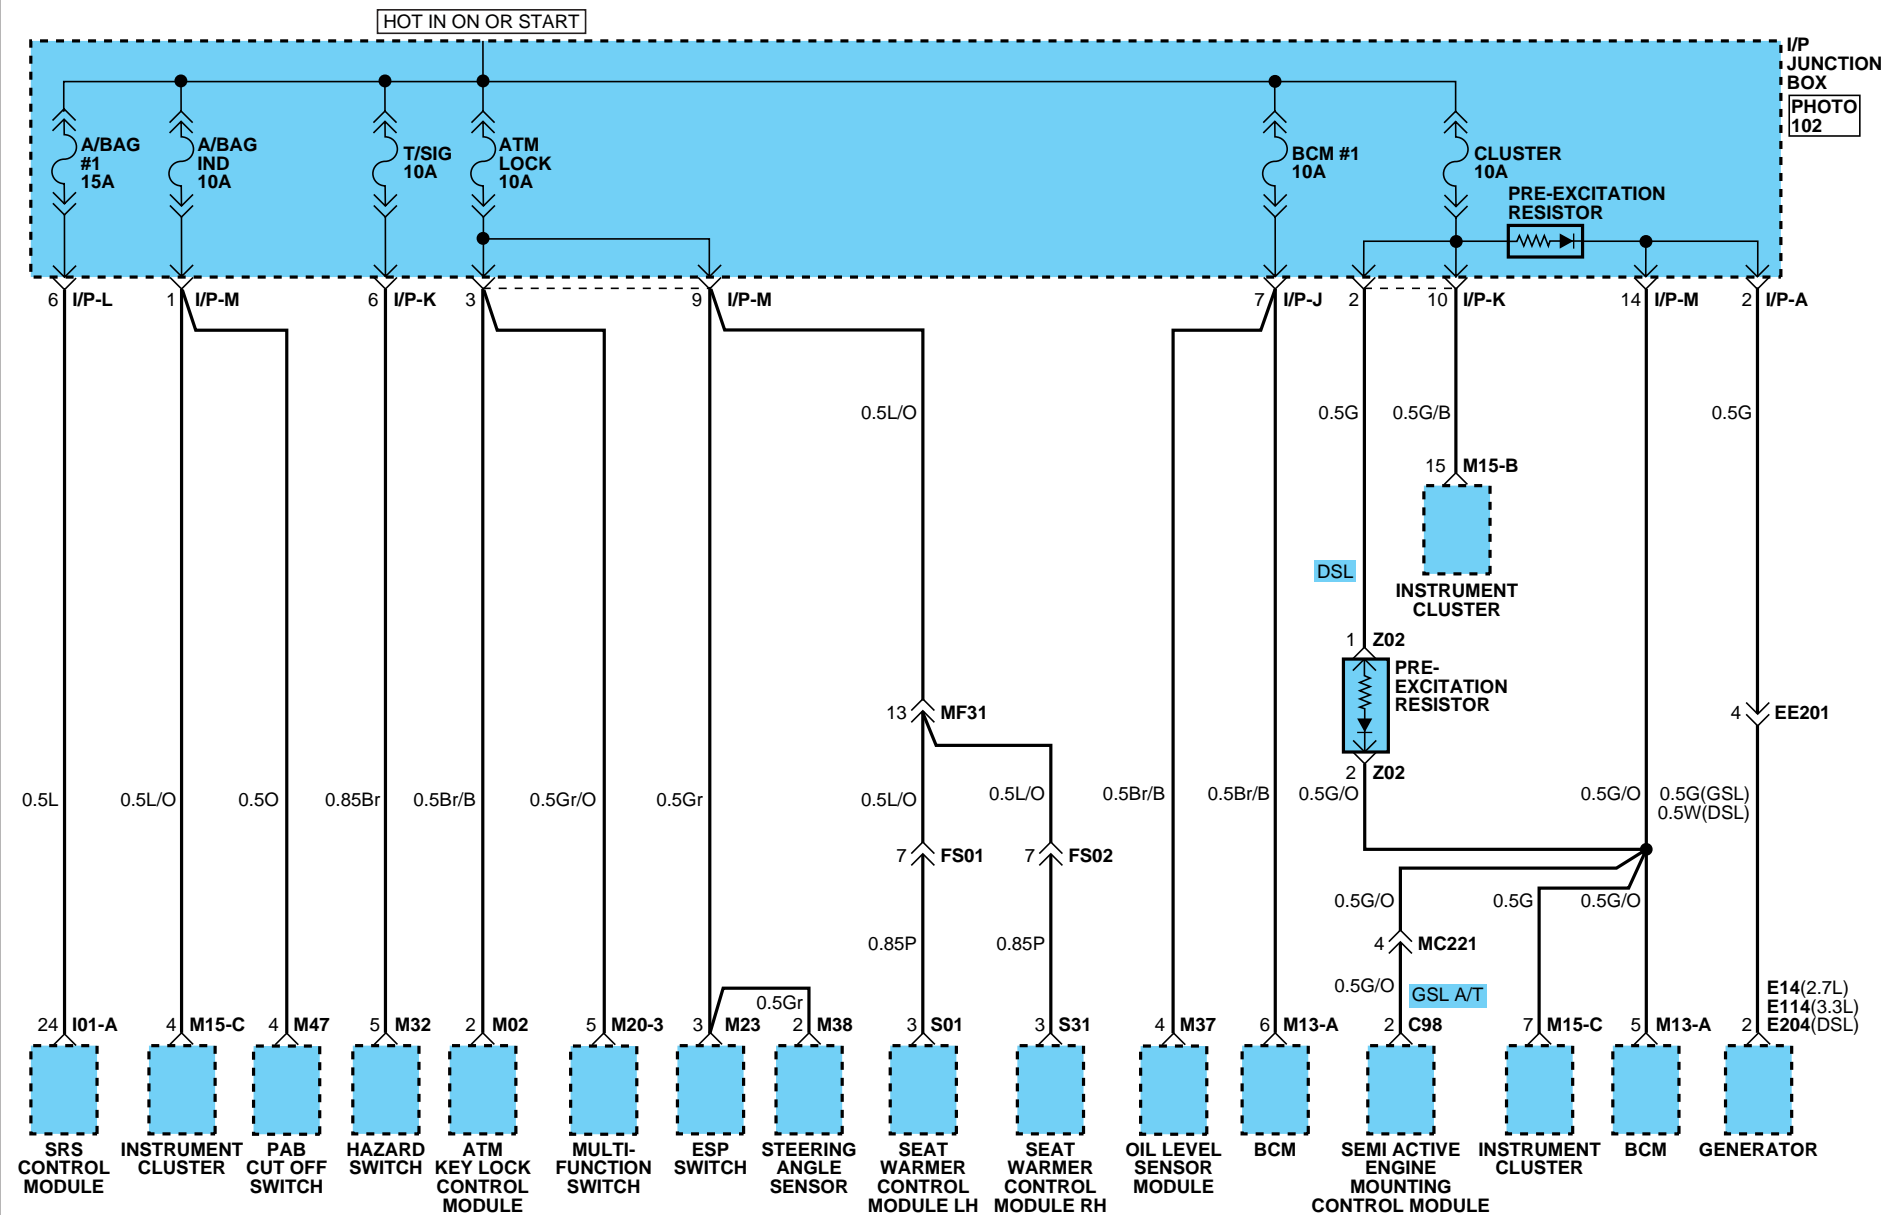 HOT IN ON OR START
I/P
JUNCTION
BOX
PHOTO
102
A/BAG
#1
15A
A/BAG
IND
10A
T/SIG
10A
ATM
LOCK
10A
BCM #1
10A
CLUSTER
10A
PRE-EXCITATION
RESISTOR
6 I/P-L
1 I/P-M
6 I/P-K
3
9 I/P-M
7 I/P-J
2
10 I/P-K
14 I/P-M
2 I/P-A
0.5L/O
0.5G
0.5G/B
0.5G
15 M15-B
INSTRUMENT
CLUSTER
DSL
1 Z02
PRE-
EXCITATION
RESISTOR
2 Z02
13 MF31
4 EE201
0.5L
0.5L/O
0.5O
0.85Br
0.5Br/B
0.5Gr/O
0.5Gr
0.5L/O
0.5L/O
0.5Br/B
0.5Br/B
0.5G/O
0.5G/O
0.5G(GSL)
0.5W(DSL)
7 FS01
7 FS02
0.5G/O
0.5G
0.5G/O
0.85P
0.85P
4 MC221
0.5G/O
GSL A/T
0.5Gr
E14(2.7L)
E114(3.3L)
24 I01-A
4 M15-C
4 M47
5 M32
2 M02
5 M20-3
3 M23
2 M38
3 S01
3 S31
4 M37
6 M13-A
2 C98
7 M15-C
5 M13-A
2 E204(DSL)
SRS
CONTROL
MODULE
INSTRUMENT
CLUSTER
PAB
CUT OFF
SWITCH
HAZARD
SWITCH
ATM
KEY LOCK
CONTROL
MODULE
MULTI-
FUNCTION
SWITCH
ESP
SWITCH
STEERING
ANGLE
SENSOR
SEAT
WARMER
CONTROL
MODULE LH
SEAT
WARMER
CONTROL
MODULE RH
OIL LEVEL
SENSOR
MODULE
BCM
SEMI ACTIVE
ENGINE
MOUNTING
CONTROL MODULE
INSTRUMENT
CLUSTER
BCM
GENERATOR